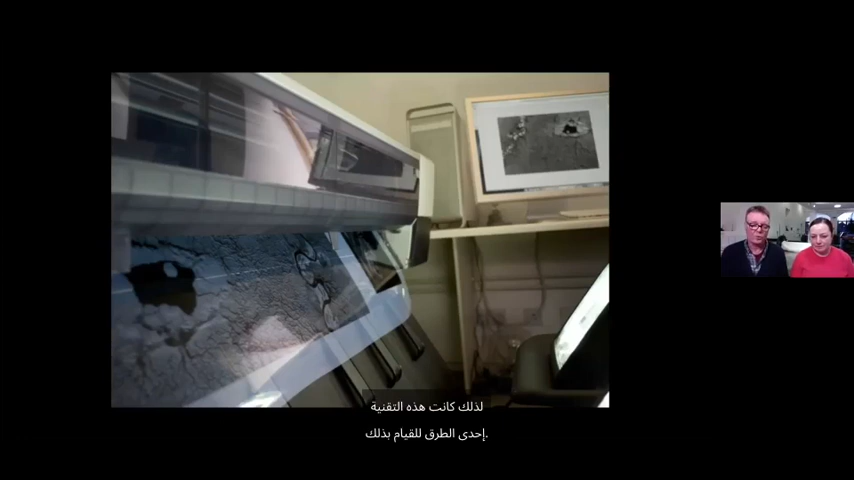 لذلك كانت هذه التقنية
إحدى الطرق للقيام بذلك.